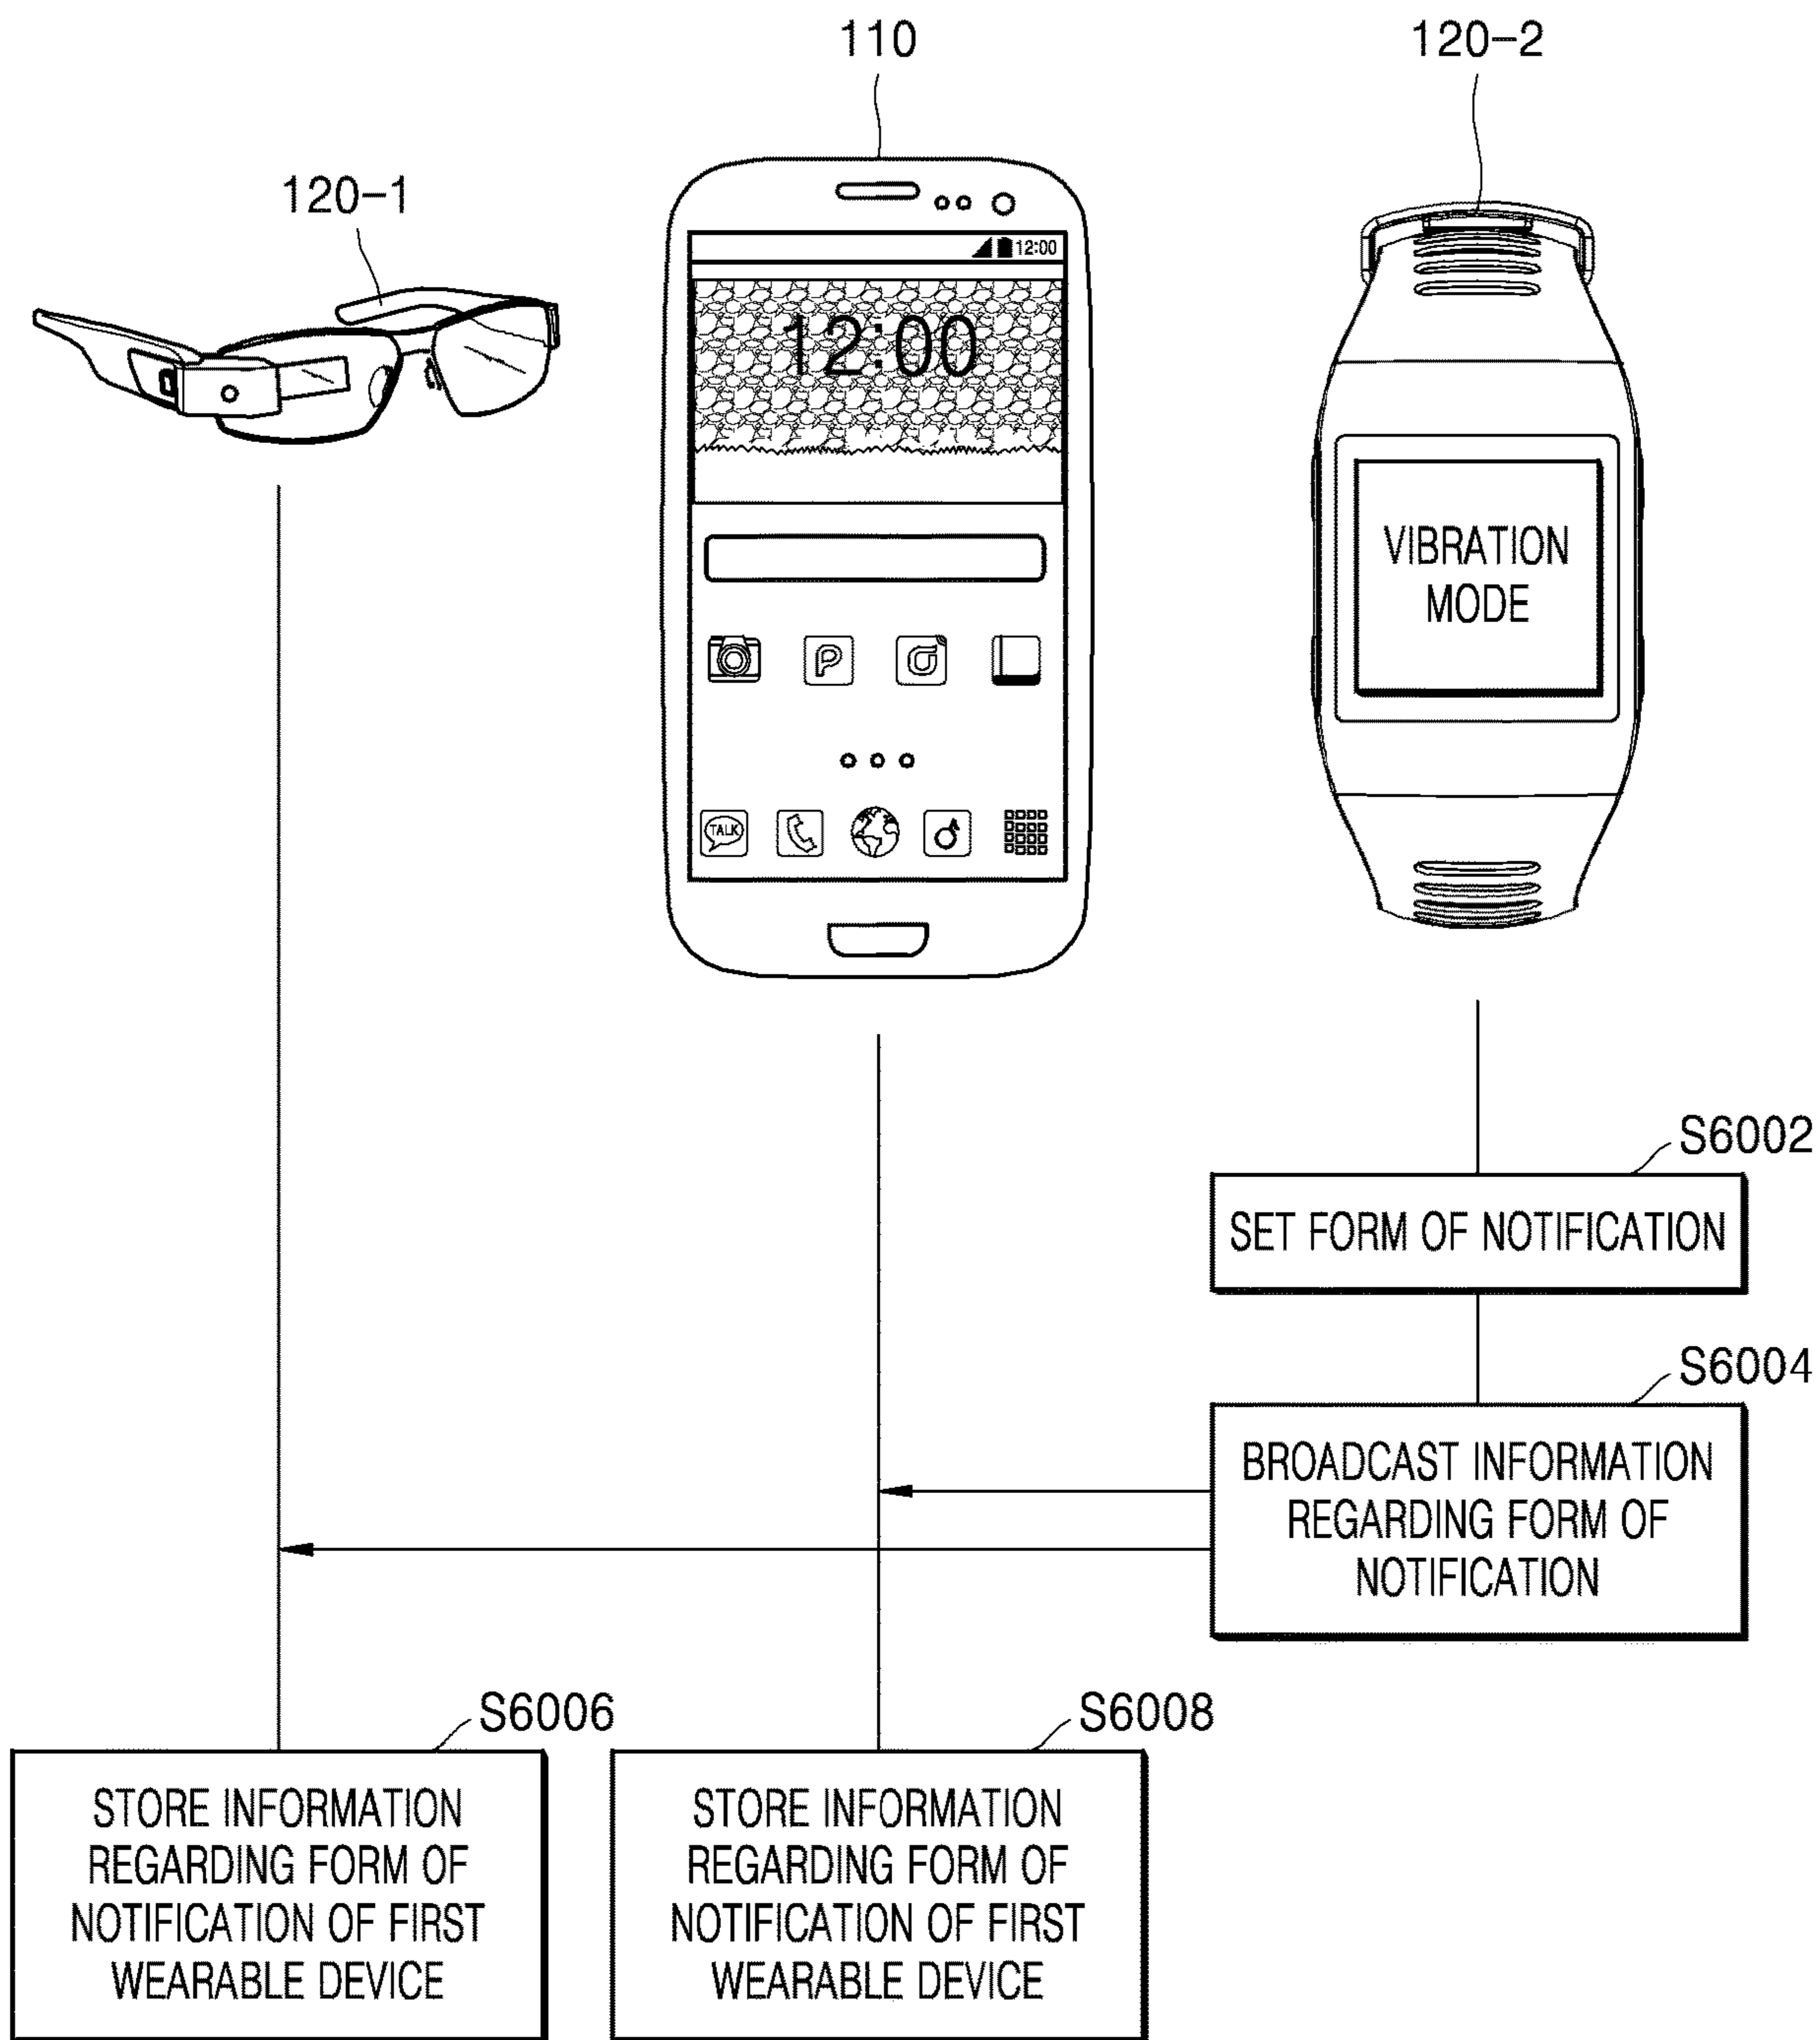 110
120-2
120-1
12:00
12:00
VIBRATION
MODE
P
TALK
S6002
SET FORM OF NOTIFICATION
S6004
BROADCAST INFORMATION
REGARDING FORM OF
NOTIFICATION
S6006
STORE INFORMATION
REGARDING FORM OF
NOTIFICATION OF FIRST
WEARABLE DEVICE
S6008
STORE INFORMATION
REGARDING FORM OF
NOTIFICATION OF FIRST
WEARABLE DEVICE